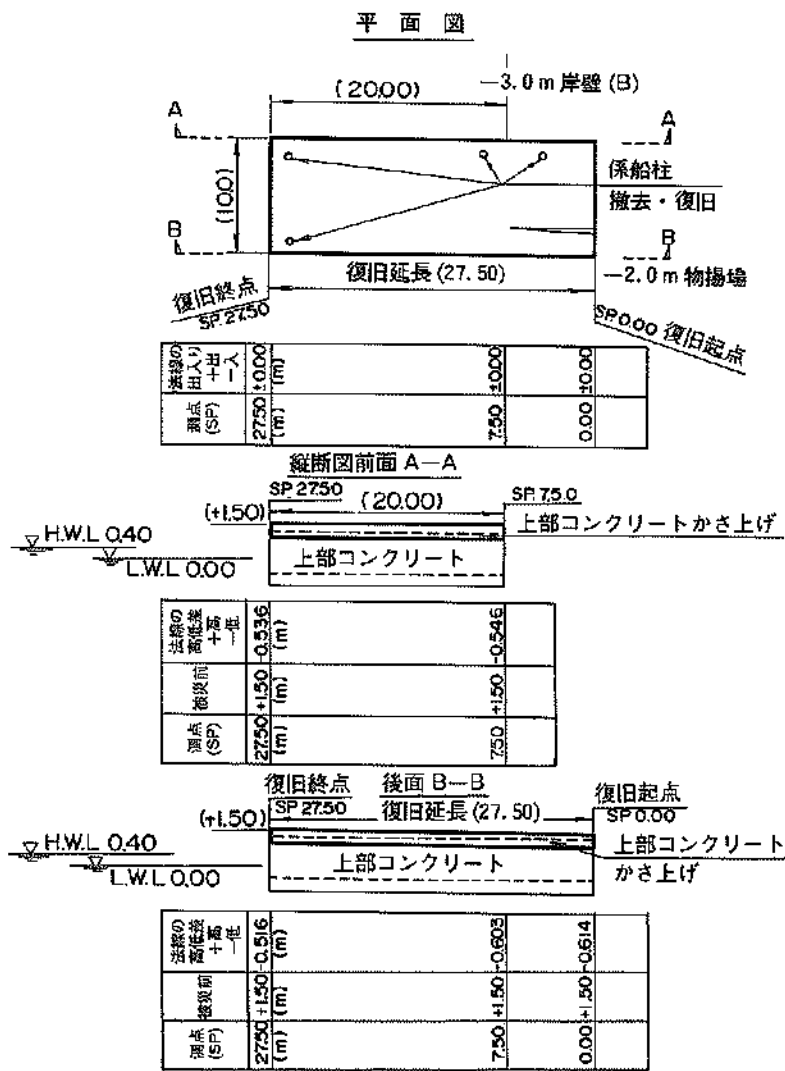 平面図
(20.00)
-3.0m岸壁(B)
A
A
(10.0)
係船柱
撤去・復旧
B
B
復旧延長(27.50)
-2.0m物揚場
復旧終点
SP.27.50
SP.0.00 復旧起点
法線の出入り +出 -入
27.50 ±0.00 (m)
7.50 ±0.00
0.00 ±0.00
測点(SP)
27.50 (m)
7.50
0.00
縦断図前面 A-A
SP.27.50
(20.00)
SP.7.5.0
(+1.50)
上部コンクリートかさ上げ
H.W.L 0.40
上部コンクリート
L.W.L 0.00
法線の高低差 +高 -低
-0.536 (m)
-0.546
被災前
+1.50 (m)
+1.50
測点(SP)
27.50 (m)
7.50
復旧終点
後面 B-B
復旧起点
SP 27.50
復旧延長(27.50)
SP 0.00
(+1.50)
H.W.L 0.40
上部コンクリート
上部コンクリート
かさ上げ
L.W.L 0.00
法線の高低差 +高 -低
-0.516 (m)
-0.603
-0.614
被災前
+1.50 (m)
+1.50
+1.50
測点(SP)
27.50 (m)
7.50
0.00